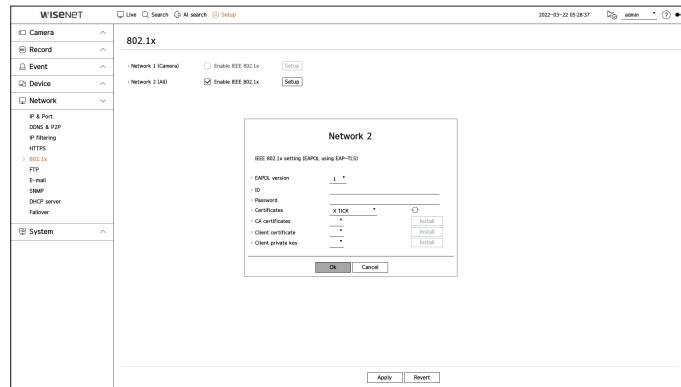 WISENET
Live Search AI search Setup 2022-03-22 05:28:37 admin ?
Camera
802.1x
Record
Event
Network 1 (Camera) Enable IEEE 802.1x Setup
Device
Network 2 (All) Enable IEEE 802.1x Setup
Network
IP & Port
DDNS & P2P
IP filtering
HTTPS
> 802.1x
FTP
E-mail
SNMP
DHCP server
Failover
System
Network 2
IEEE 802.1x setting (EAPOL using EAP-TLS)
EAPOL version 1
ID
Password
Certificates X TICK
CA certificates Install
Client certificate Install
Client private key Install
Ok Cancel
Apply Revert